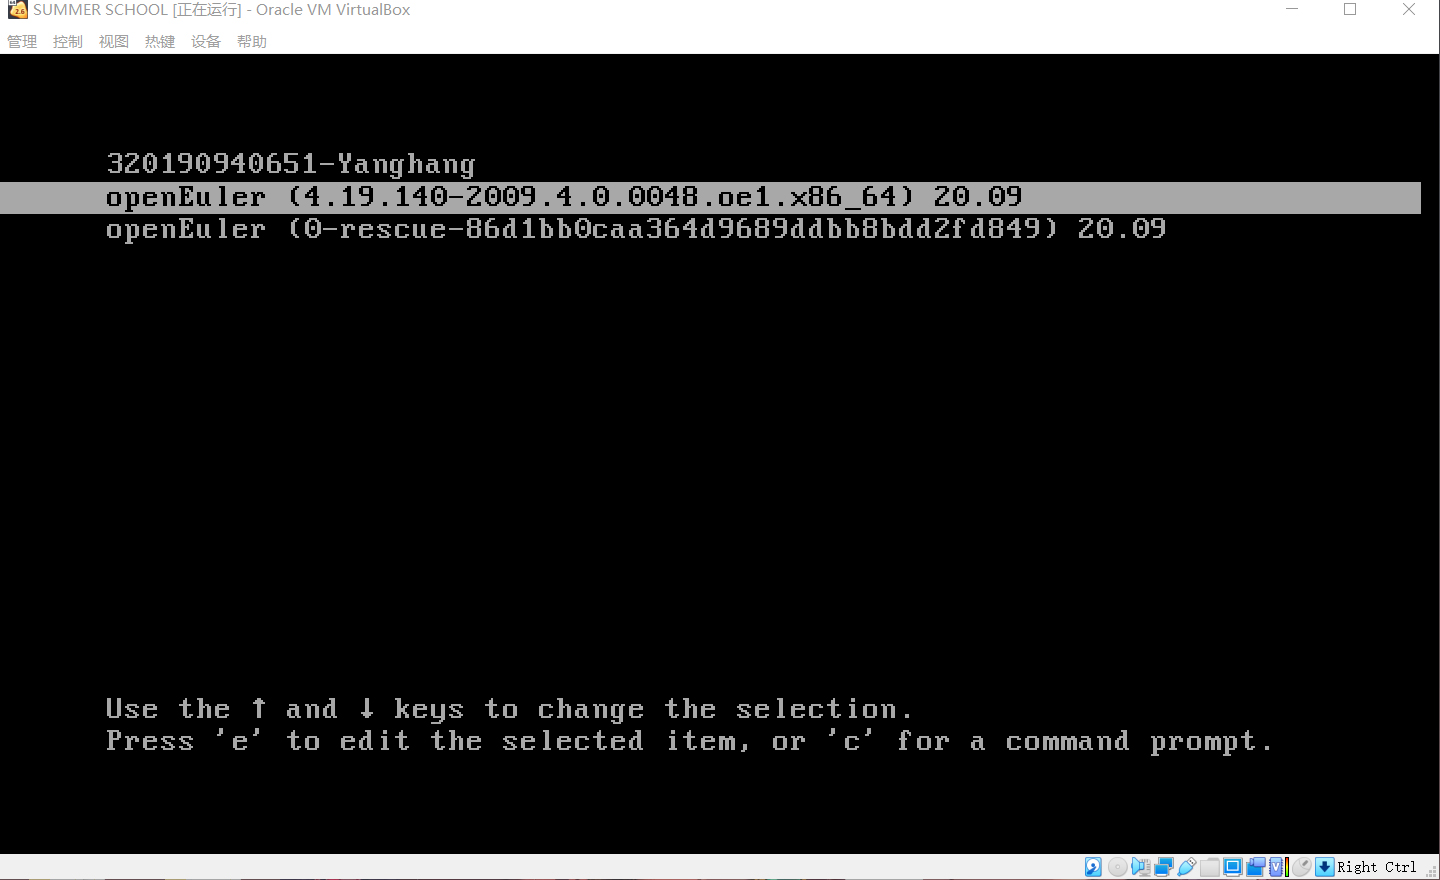 SUMMER SCHOOL [正在运行] - Oracle VM VirtualBox
管理 控制 视图 热键 设备 帮助
320190940651-Yanghang
openEuler (4.19.140-2009.4.0.0048.oe1.x86_64) 20.09
openEuler (0-rescue-86d1bb0caa364d9689ddbb8bdd2fd849) 20.09
Use the ↑ and ↓ keys to change the selection.
Press 'e' to edit the selected item, or 'c' for a command prompt.
Right Ctrl